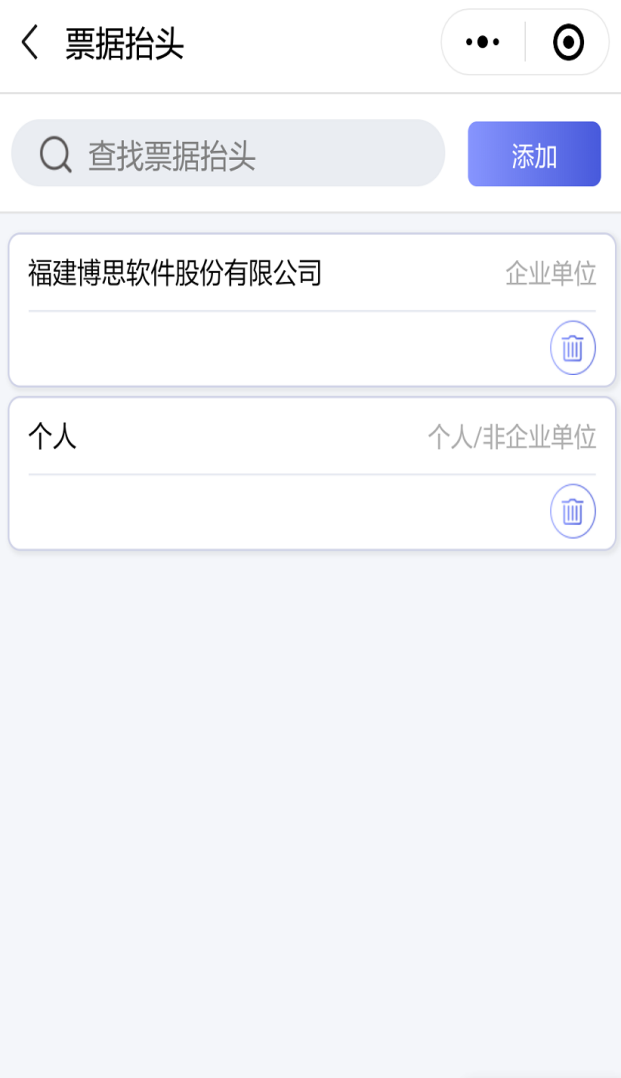 票据抬头
查找票据抬头
添加
福建博思软件股份有限公司
企业单位
个人
个人/非企业单位